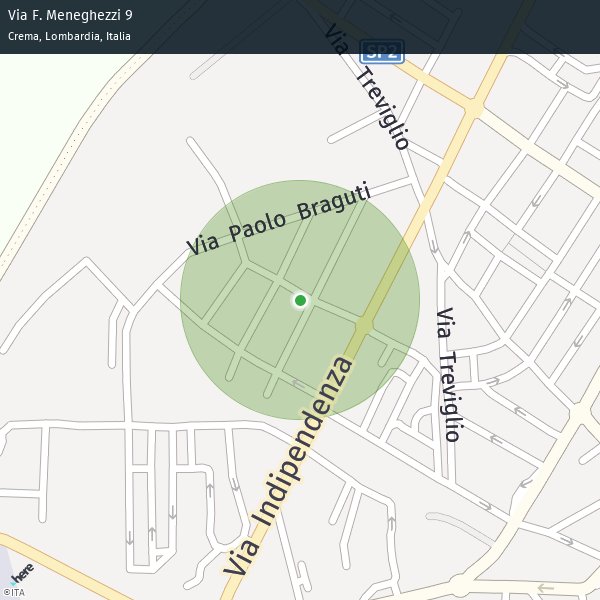 Via F. Meneghezzi 9
Crema, Lombardia, Italia
Via Treviglio
SP2
Via Paolo Braguti
Via Treviglio
Via Indipendenza
here
©ITA